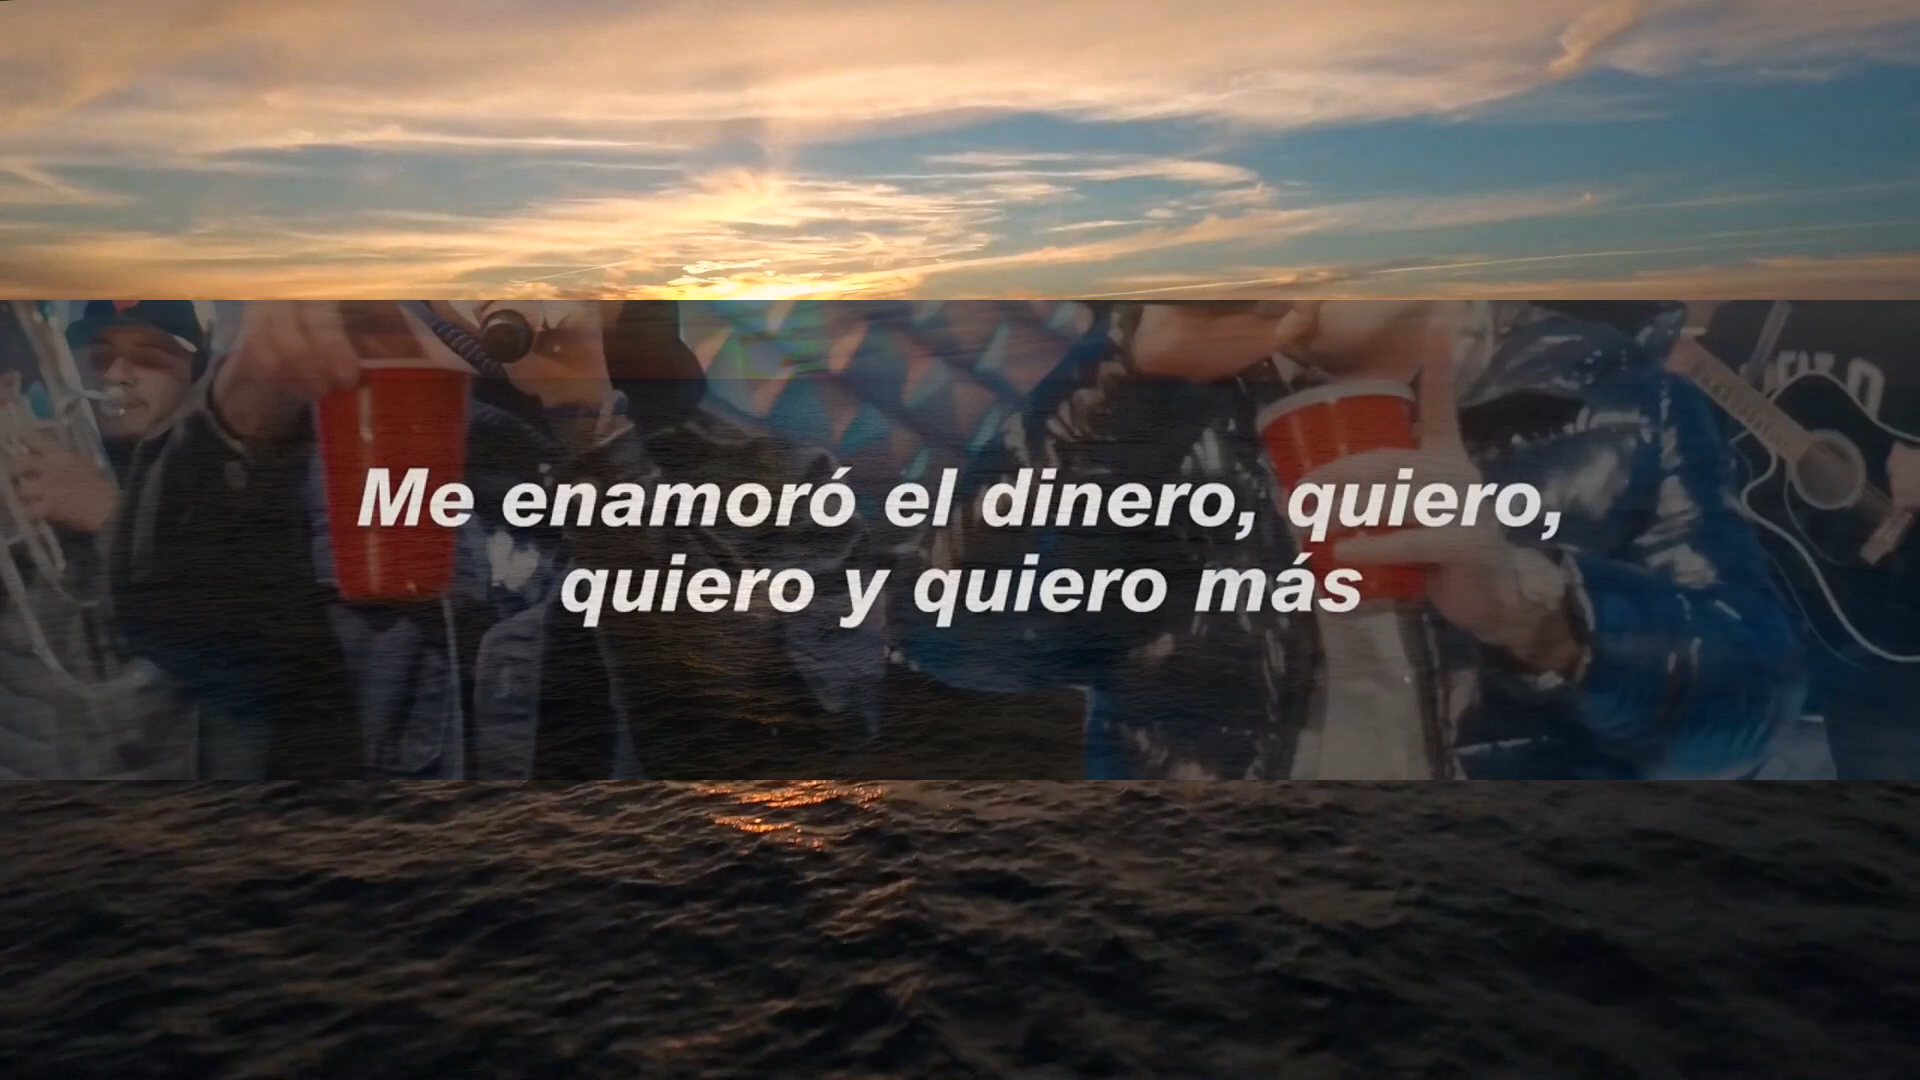 Me enamoró el dinero, quiero,
quiero y quiero más